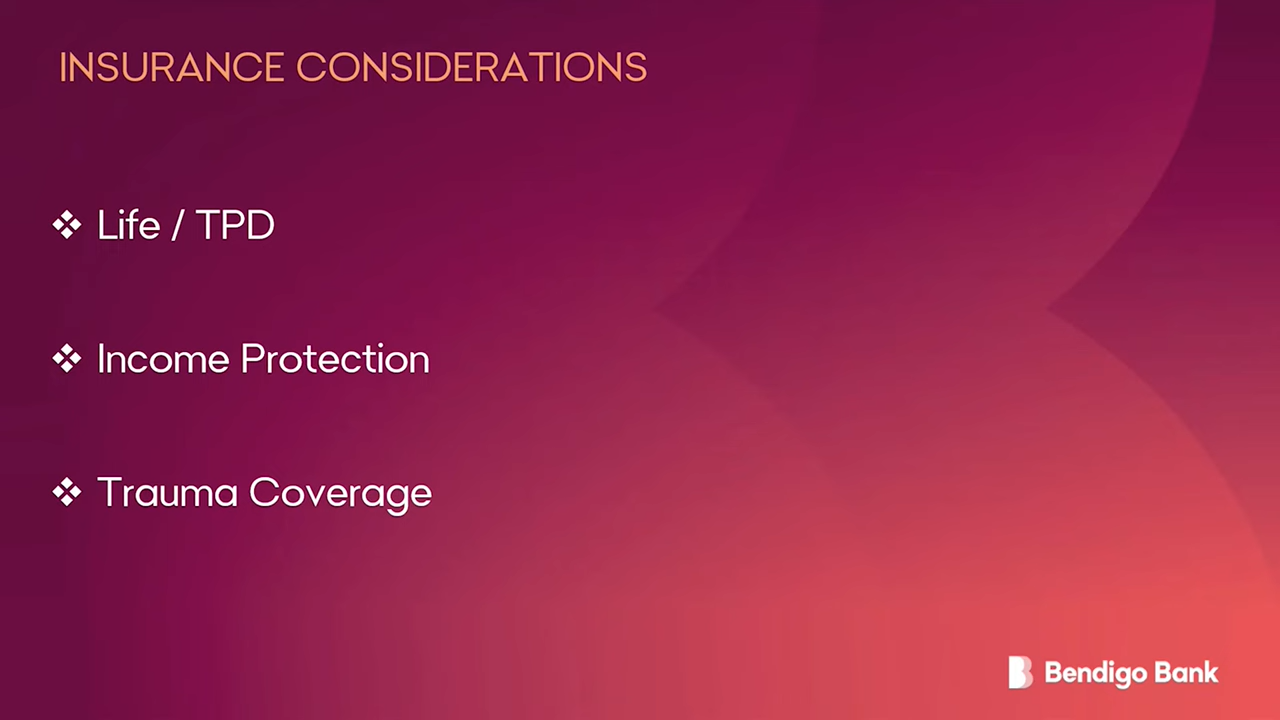 INSURANCE CONSIDERATIONS
❖ Life / TPD
❖ Income Protection
❖ Trauma Coverage
Bendigo Bank